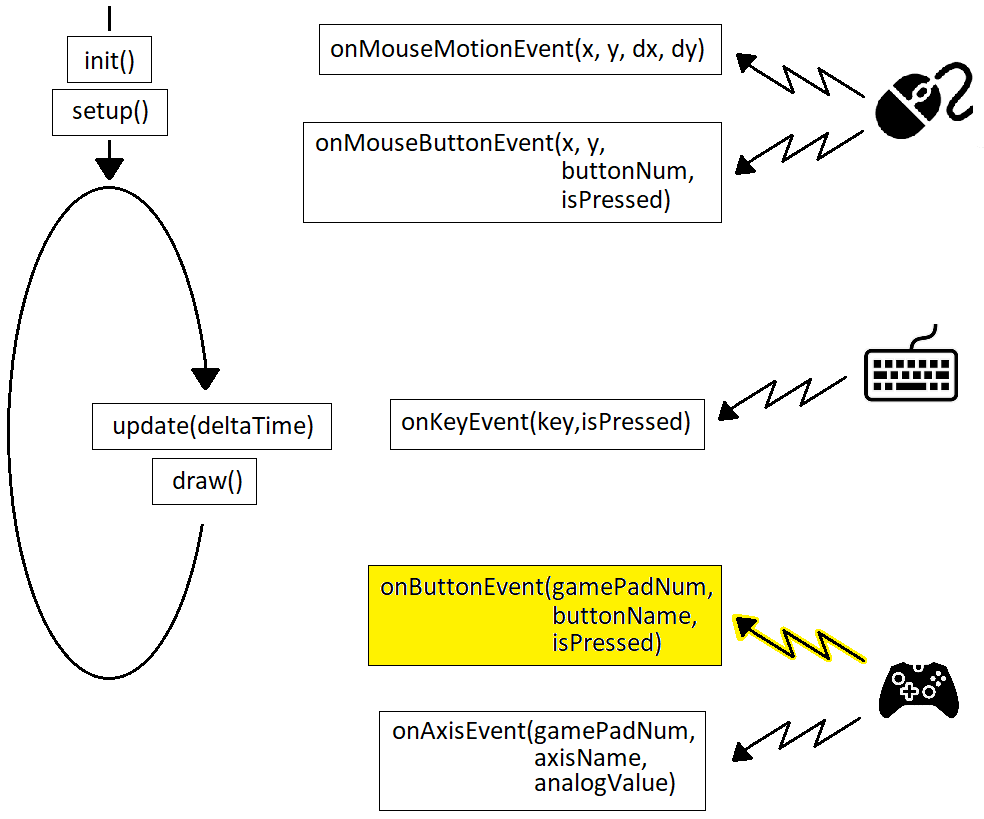 init()
setup()
update(deltaTime)
draw()
onMouseMotionEvent(x, y, dx, dy)
onMouseButtonEvent(x, y,
buttonNum,
isPressed)
onKeyEvent(key,isPressed)
onButtonEvent(gamePadNum,
buttonName,
isPressed)
onAxisEvent(gamePadNum,
axisName,
analogValue)